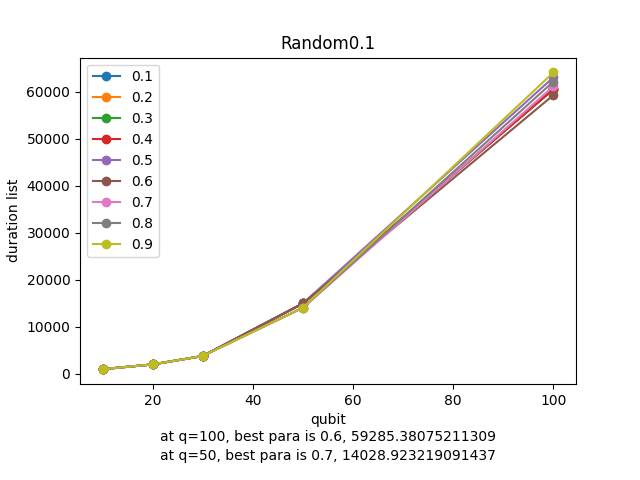 Random0.1
duration list
60000
50000
40000
30000
20000
10000
0
0.1
0.2
0.3
0.4
0.5
0.6
0.7
0.8
0.9
20 40 60 80 100
qubit
at q=100, best para is 0.6, 59285.38075211309
at q=50, best para is 0.7, 14028.923219091437